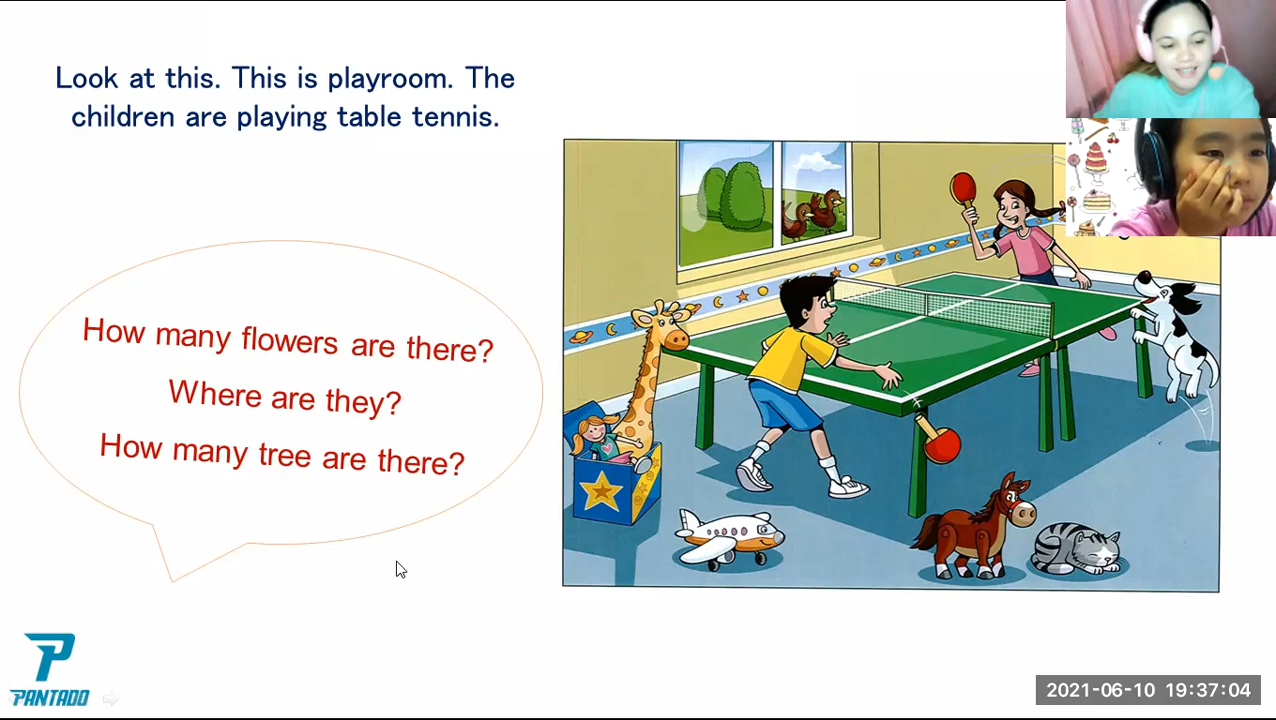 Look at this. This is playroom. The
children are playing table tennis.
How many flowers are there?
Where are they?
How many tree are there?
PANTADO
2021-06-10 19:37:04